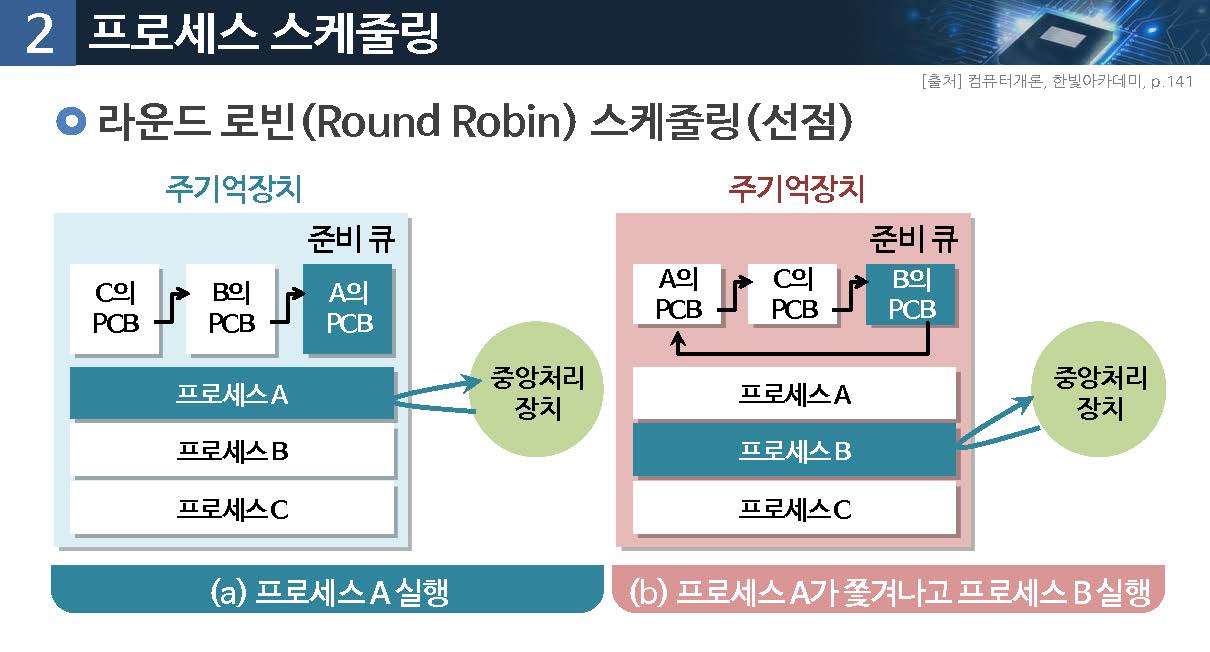 2 프로세스 스케줄링
[출처] 컴퓨터개론, 한빛아카데미, p.141
라운드 로빈(Round Robin) 스케줄링(선점)
주기억장치
준비 큐
C의
PCB
B의
PCB
A의
PCB
프로세스 A
프로세스 B
프로세스 C
중앙처리
장치
(a) 프로세스 A 실행
주기억장치
준비 큐
A의
PCB
C의
PCB
B의
PCB
프로세스 A
프로세스 B
프로세스 C
중앙처리
장치
(b) 프로세스 A가 쫓겨나고 프로세스 B 실행